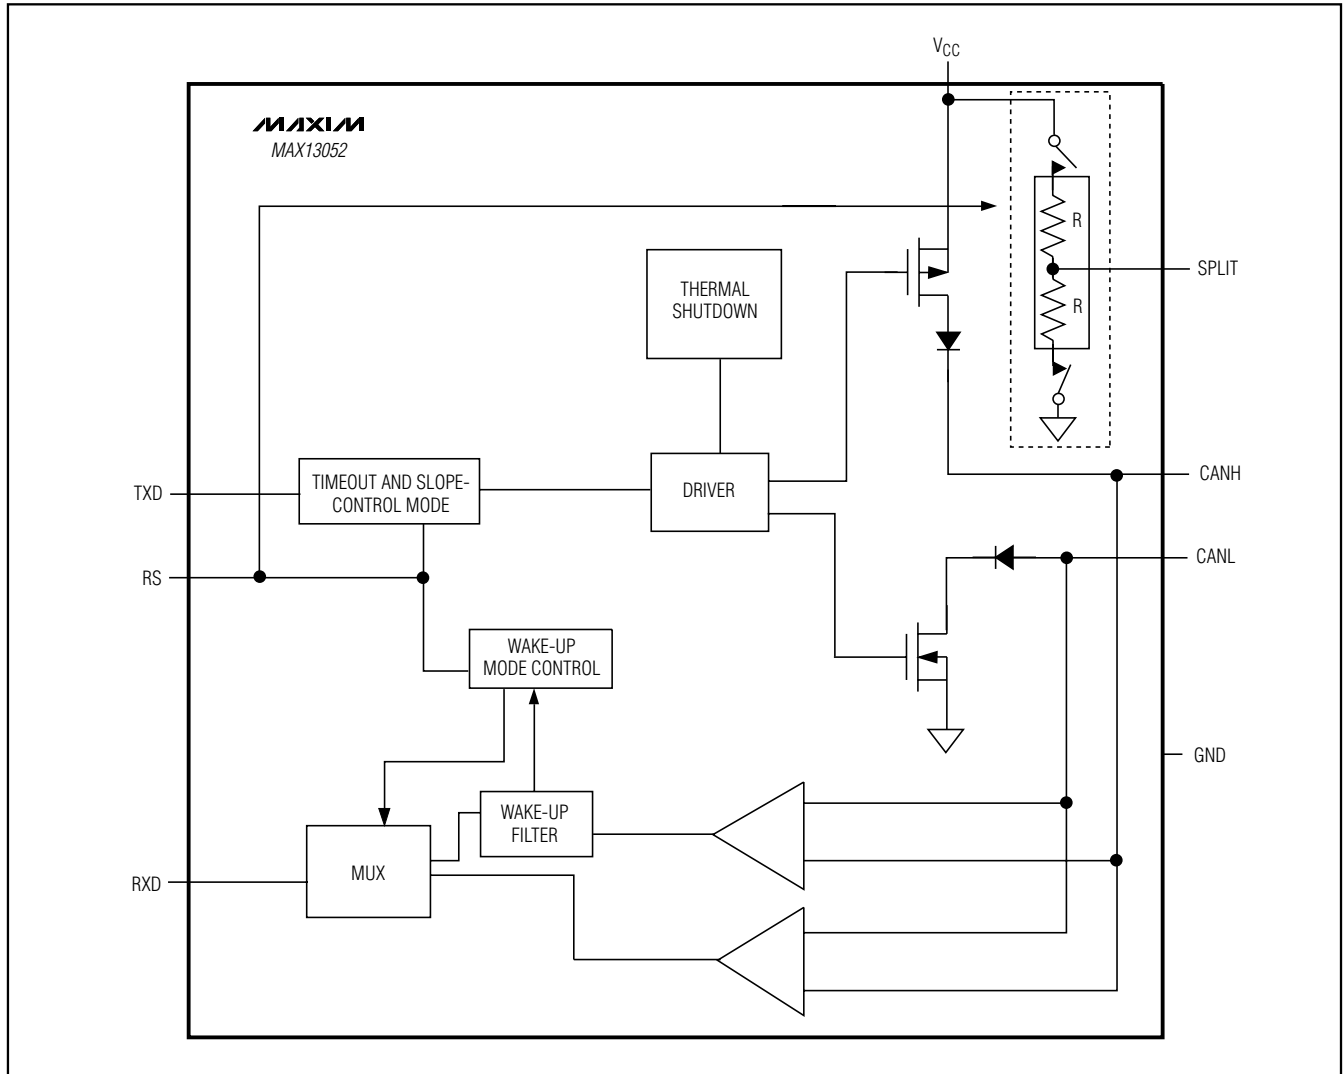 VCC
MAXIM
MAX13052
R
SPLIT
THERMAL
SHUTDOWN
R
TIMEOUT AND SLOPE-
CONTROL MODE
TXD
DRIVER
CANH
RS
CANL
WAKE-UP
MODE CONTROL
GND
WAKE-UP
FILTER
MUX
RXD